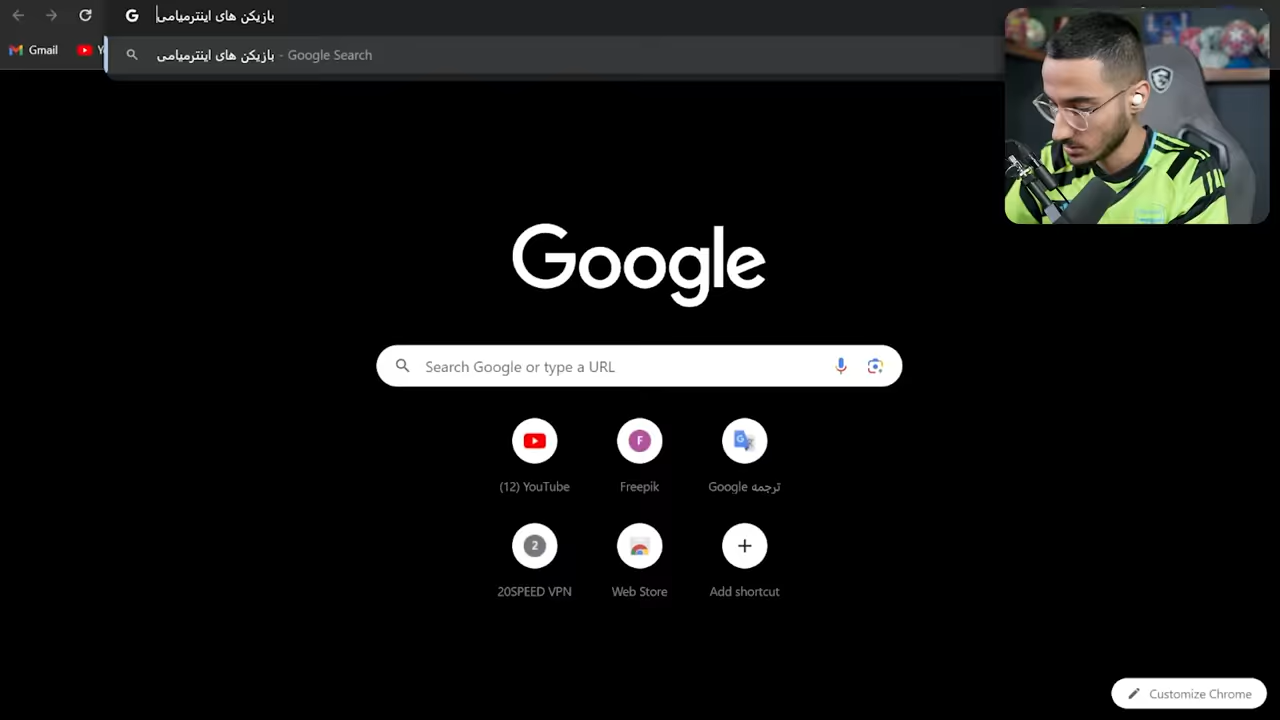 بازیکن های اینترمیامی
Gmail
بازیکن های اینترمیامی - Google Search
Google
Search Google or type a URL
F
(12) YouTube
Freepik
Google ترجمه
2
20SPEED VPN
Web Store
Add shortcut
Customize Chrome